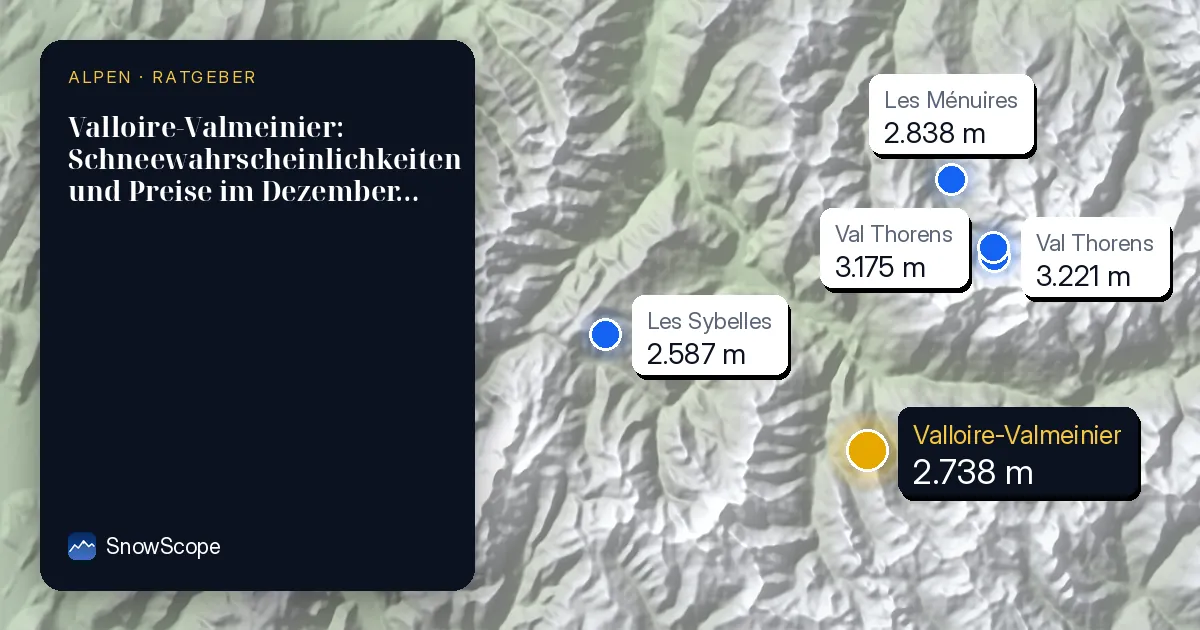 ALPEN · RATGEBER
Valloire-Valmeinier:
Schneewahrscheinlichkeiten
und Preise im Dezember...
SnowScope
Les Ménuires
2.838 m
Val Thorens
3.175 m
Val Thorens
3.221 m
Les Sybelles
2.587 m
Valloire-Valmeinier
2.738 m